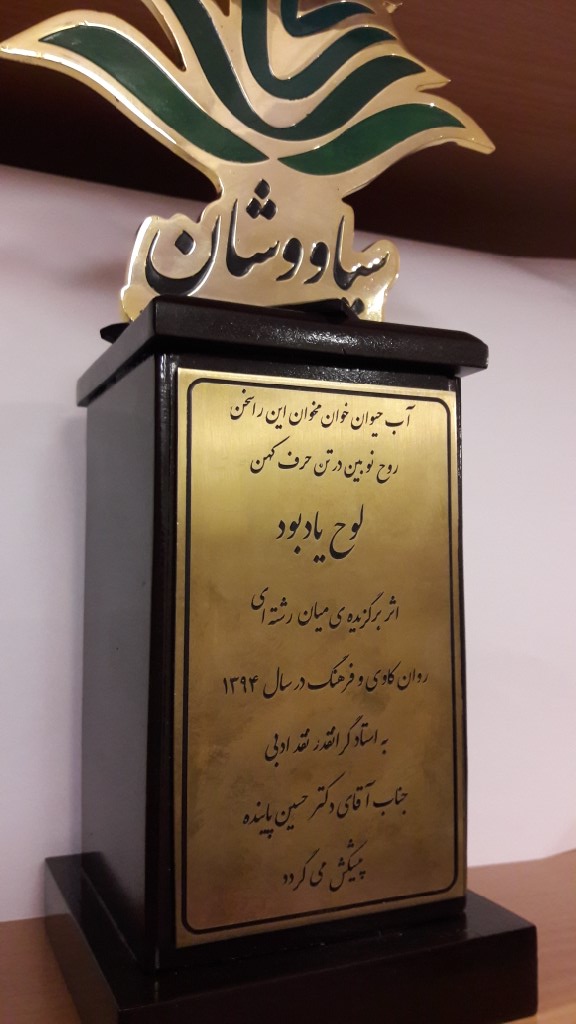 سیاووشان
آب حیوان خوان مخوان این را سخن
روح نو بین در تن حرف کهن
لوح یادبود
اثر برگزیده ی میان رشته ای
روان کاوی و فرهنگ در سال ۱۳۹۴
به استاد گرانقدر نقد ادبی
جناب آقای دکتر حسین پاینده
پیشکش می گردد